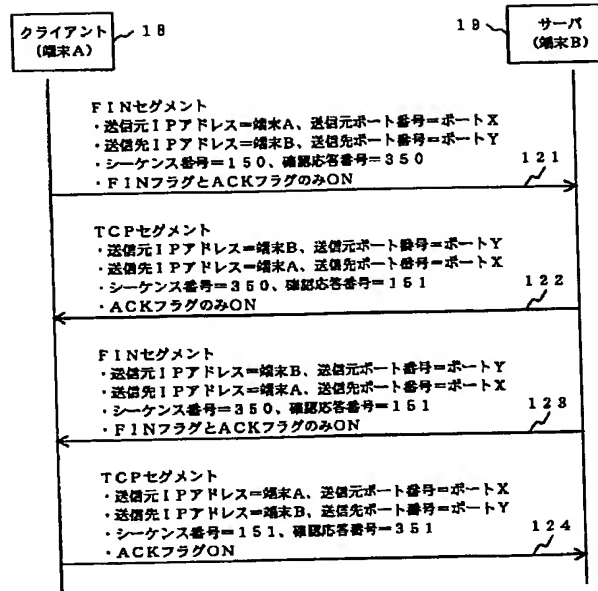 クライアント
(端末A)
18
19
サーバ
(端末B)
FINセグメント
・送信元IPアドレス=端末A、送信元ポート番号=ポートX
・送信先IPアドレス=端末B、送信先ポート番号=ポートY
・シーケンス番号=150、確認応答番号=350
・FINフラグとACKフラグのみON
121
TCPセグメント
・送信元IPアドレス=端末B、送信元ポート番号=ポートY
・送信先IPアドレス=端末A、送信先ポート番号=ポートX
・シーケンス番号=350、確認応答番号=151
・ACKフラグのみON
122
FINセグメント
・送信元IPアドレス=端末B、送信元ポート番号=ポートY
・送信先IPアドレス=端末A、送信先ポート番号=ポートX
・シーケンス番号=350、確認応答番号=151
・FINフラグとACKフラグのみON
123
TCPセグメント
・送信元IPアドレス=端末A、送信元ポート番号=ポートX
・送信先IPアドレス=端末B、送信先ポート番号=ポートY
・シーケンス番号=151、確認応答番号=351
・ACKフラグON
124